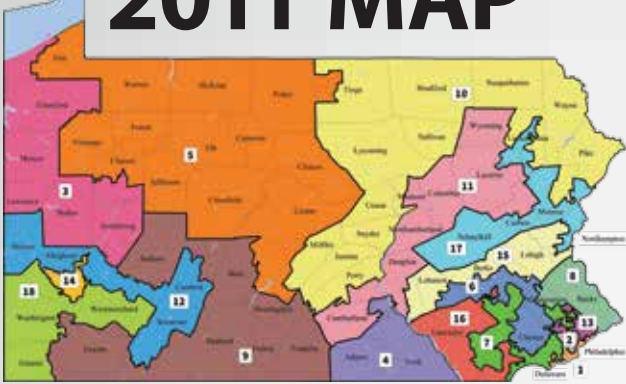 2011 MAP
Erie
Warren
McKean
Potter
Tioga
Bradford
Susquehanna
Wayne
10
Crawford
Forest
Elk
Cameron
5
Venango
Clarion
Mercer
3
Lawrence
Butler
Armstrong
Jefferson
Clearfield
Clinton
Centre
Lycoming
Sullivan
Wyoming
Pike
Luzerne
11
Columbia
Union
Snyder
Northumberland
Mifflin
Juniata
Perry
Dauphin
Cumberland
Monroe
Carbon
Schuylkill
17
15
Lehigh
Northampton
Lebanon
Berks
6
8
Bucks
Beaver
Allegheny
14
18
Washington
Westmoreland
Greene
Fayette
Indiana
Cambria
12
Somerset
Blair
Huntingdon
Bedford
Fulton
Franklin
9
Adams
4
York
16
Lancaster
7
Chester
13
2
Philadelphia
1
Delaware